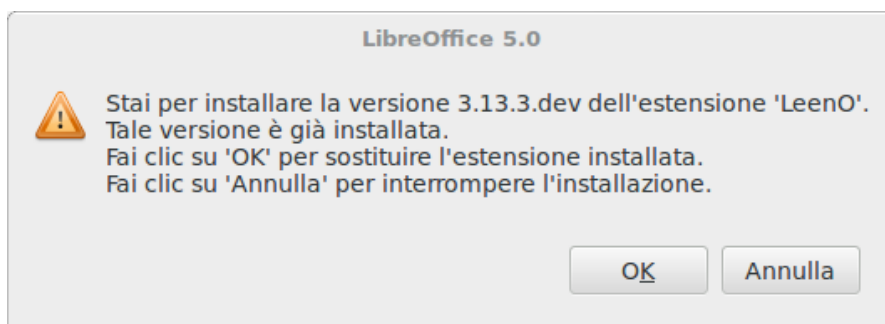 LibreOffice 5.0
Stai per installare la versione 3.13.3.dev dell'estensione 'LeenO'.
Tale versione è già installata.
Fai clic su 'OK' per sostituire l'estensione installata.
Fai clic su 'Annulla' per interrompere l'installazione.
OK
Annulla